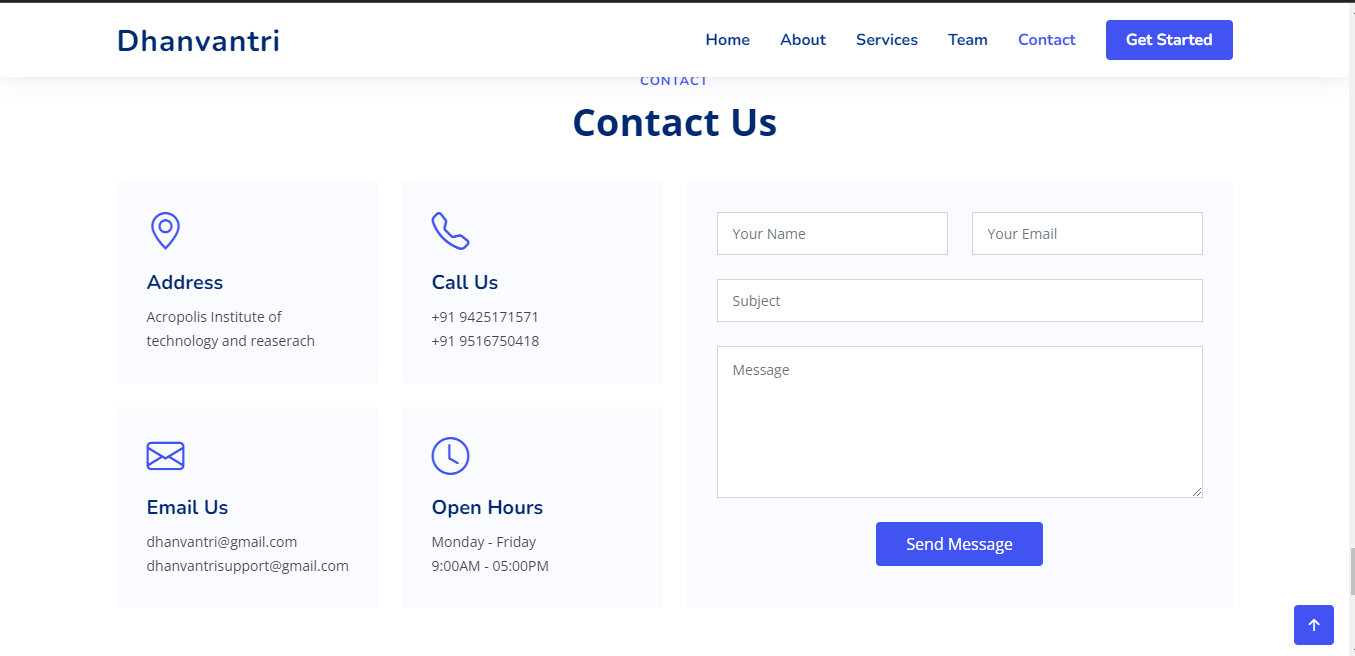 Dhanvantri
Home About Services Team Contact Get Started
CONTACT
Contact Us
Address
Acropolis Institute of
technology and reaserach
Call Us
+91 9425171571
+91 9516750418
Email Us
dhanvantri@gmail.com
dhanvantrisupport@gmail.com
Open Hours
Monday - Friday
9:00AM - 05:00PM
Your Name Your Email
Subject
Message
Send Message